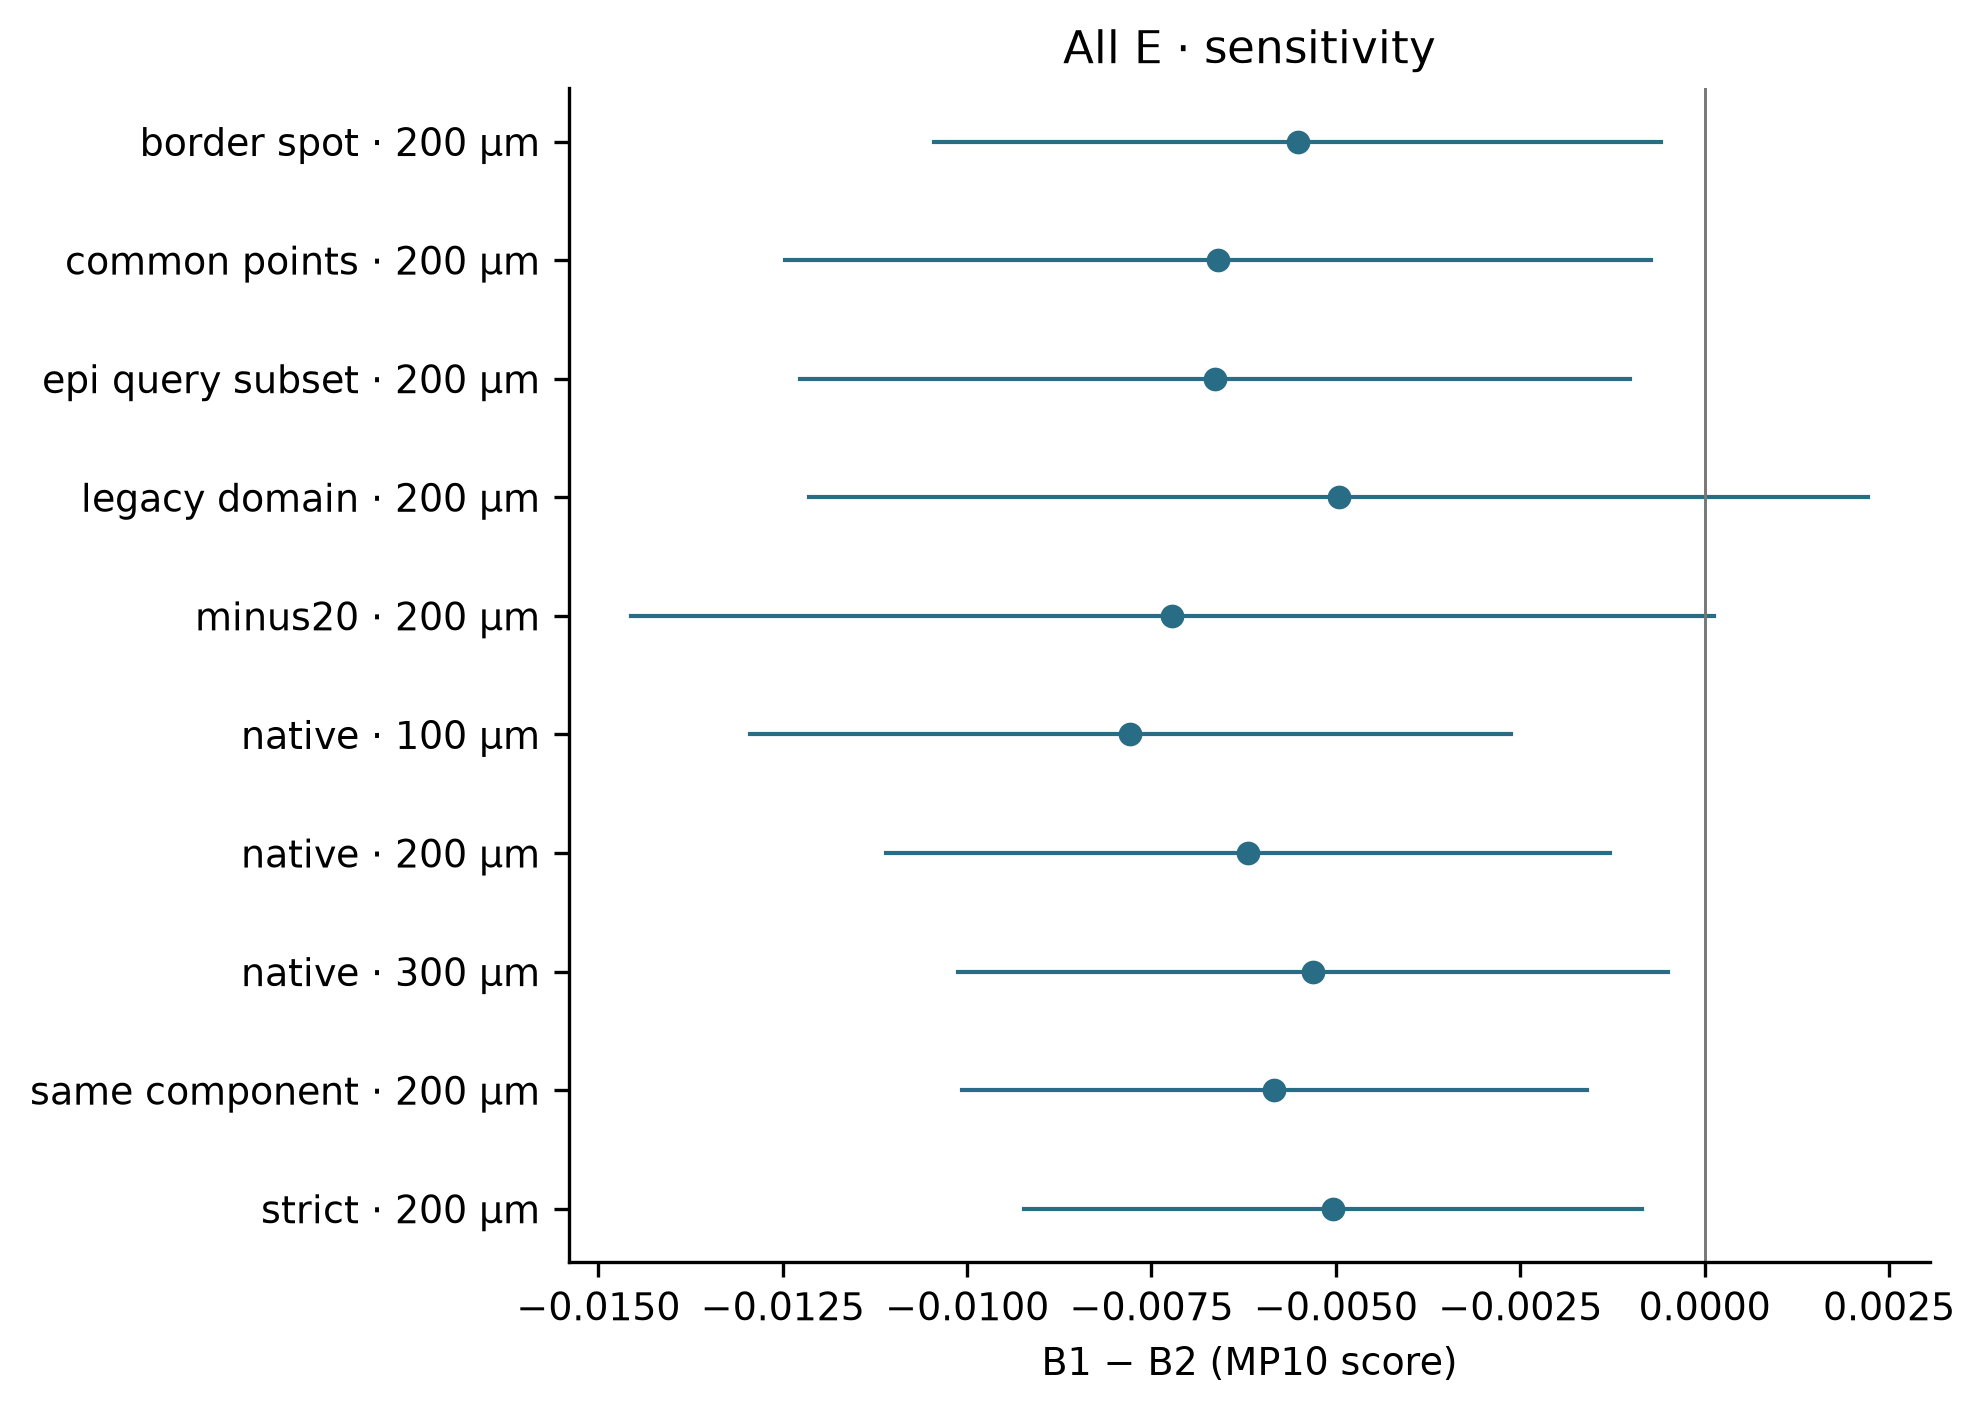 All E · sensitivity
border spot · 200 µm
common points · 200 µm
epi query subset · 200 µm
legacy domain · 200 µm
minus20 · 200 µm
native · 100 µm
native · 200 µm
native · 300 µm
same component · 200 µm
strict · 200 µm
−0.0150 −0.0125 −0.0100 −0.0075 −0.0050 −0.0025 0.0000 0.0025
B1 − B2 (MP10 score)